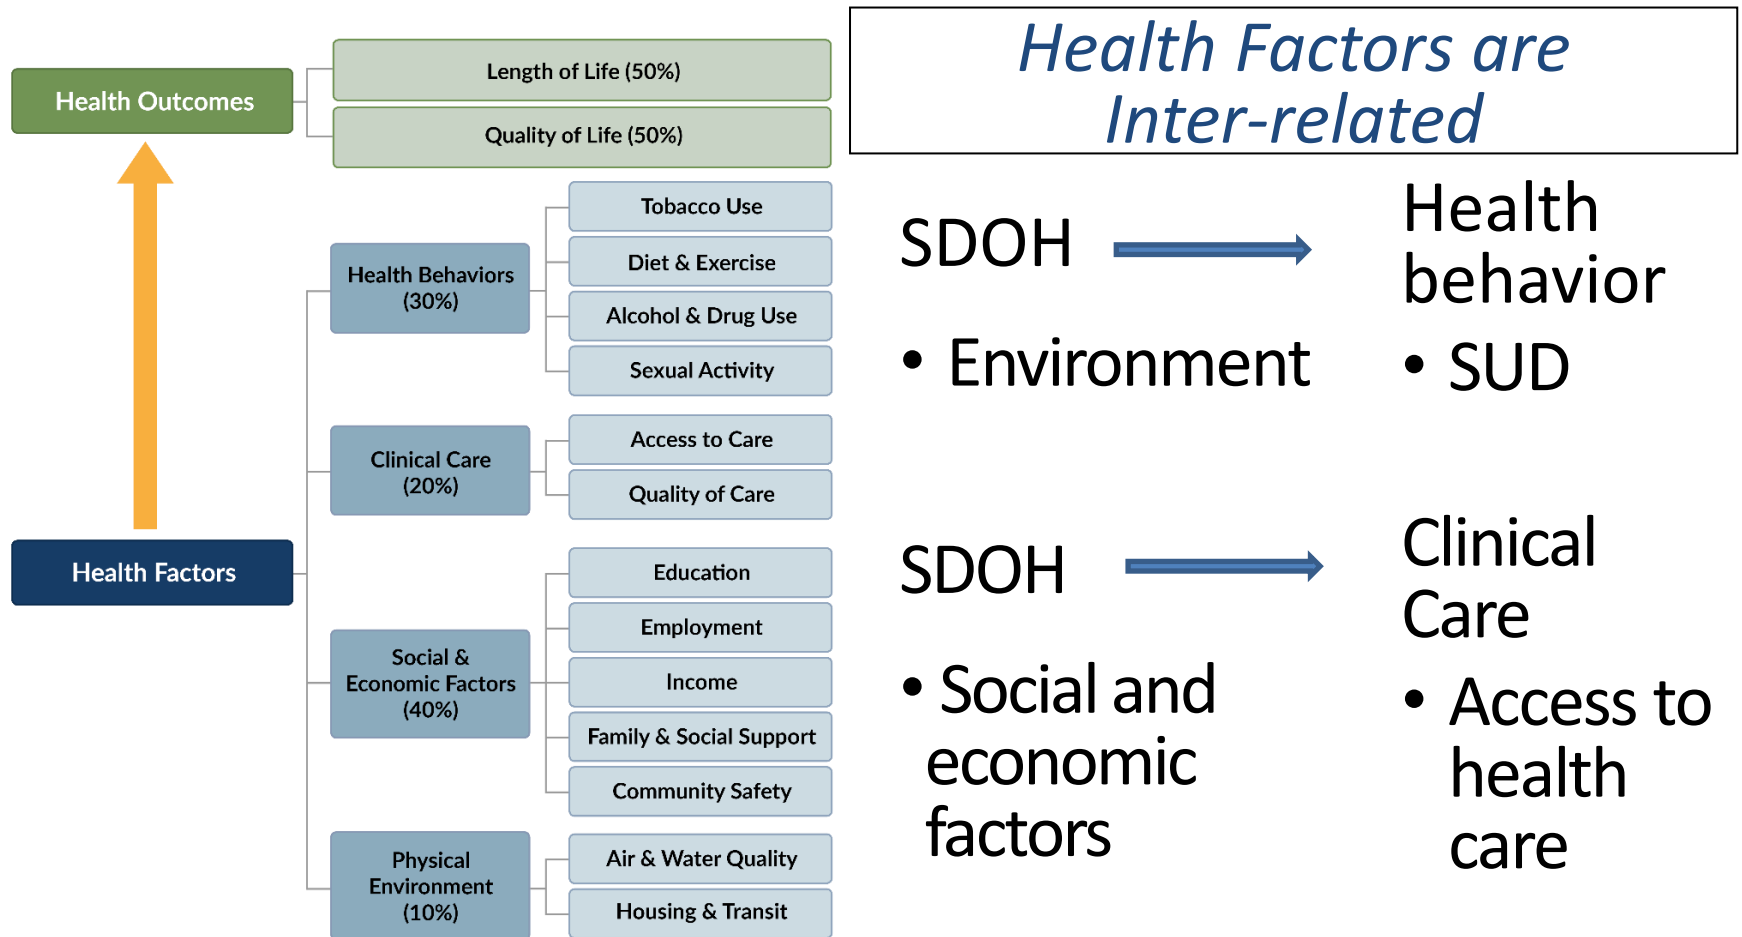 Health Outcomes
Length of Life (50%)
Quality of Life (50%)
Health Factors
Health Behaviors
(30%)
Tobacco Use
Diet & Exercise
Alcohol & Drug Use
Sexual Activity
Clinical Care
(20%)
Access to Care
Quality of Care
Social &
Economic Factors
(40%)
Education
Employment
Income
Family & Social Support
Community Safety
Physical
Environment
(10%)
Air & Water Quality
Housing & Transit
Health Factors are
Inter-related
SDOH
• Environment
Health
behavior
• SUD
SDOH
• Social and
economic
factors
Clinical
Care
• Access to
health
care